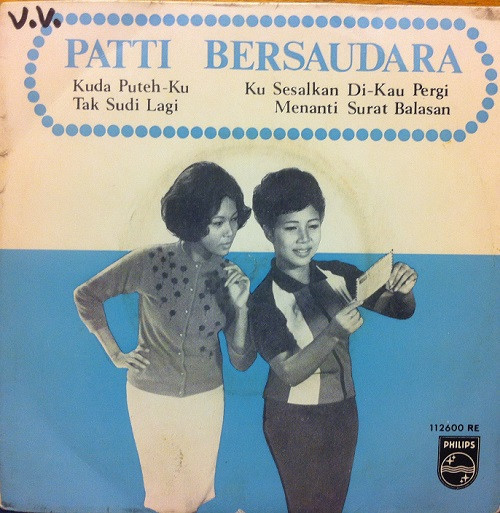 V.V.
PATTI BERSAUDARA
Kuda Puteh-Ku
Tak Sudi Lagi
Ku Sesalkan Di-Kau Pergi
Menanti Surat Balasan
112600 RE
PHILIPS